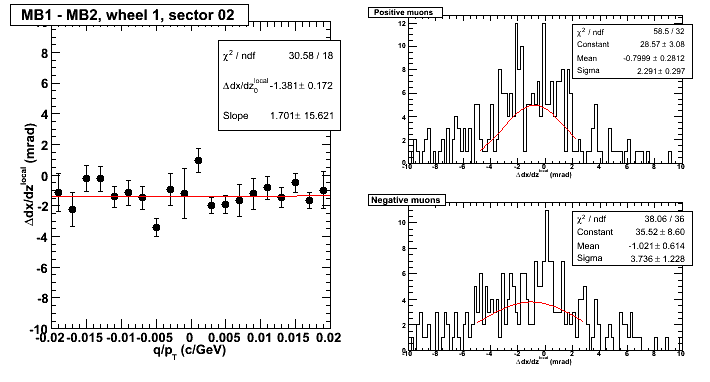 MB1 - MB2, wheel 1, sector 02
χ² / ndf 30.58 / 18
Δdx/dz₀^local -1.381± 0.172
Slope 1.701± 15.621
Δdx/dz^local (mrad)
8
6
4
2
0
-2
-4
-6
-8
-10
-0.02 -0.015 -0.01 -0.005 0 0.005 0.01 0.015 0.02
q/p_T (c/GeV)
Positive muons
χ² / ndf 58.5 / 32
Constant 28.57 ± 3.08
Mean -0.7989 ± 0.2812
Sigma 2.291± 0.297
12
10
8
6
4
2
0
-10 -8 -6 -4 -2 0 2 4 6 8 10
Δdx/dz^local (mrad)
Negative muons
χ² / ndf 38.06 / 36
Constant 35.52 ± 8.60
Mean -1.021 ± 0.614
Sigma 3.736 ± 1.228
10
8
6
4
2
0
-10 -8 -6 -4 -2 0 2 4 6 8 10
Δdx/dz^local (mrad)